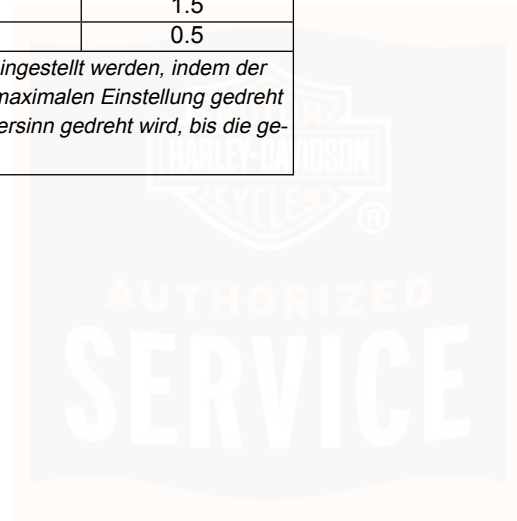 1.5
0.5
ingestellt werden, indem der
maximalen Einstellung gedreht
ersinn gedreht wird, bis die ge-
HARLEY-DAVIDSON
CYCLES
®
AUTHORIZED
SERVICE